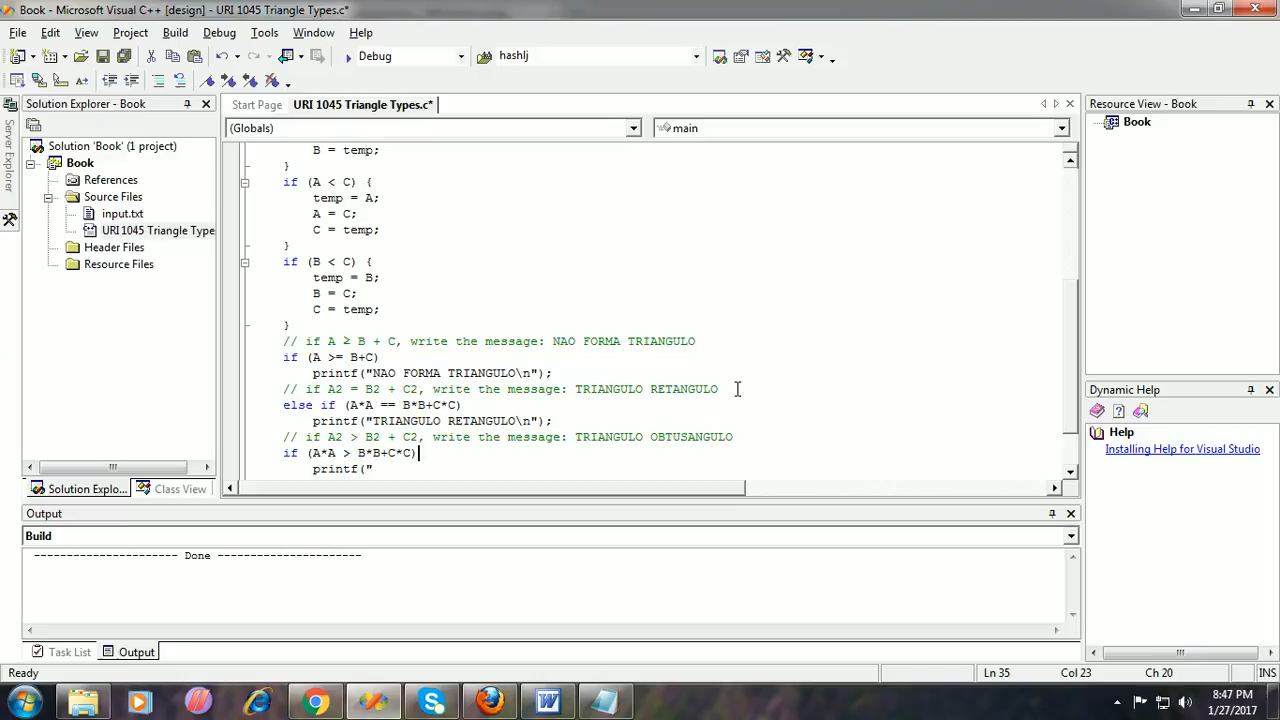 Book - Microsoft Visual C++ [design] - URI 1045 Triangle Types.c*
File Edit View Project Build Debug Tools Window Help
Debug hashlj
Solution Explorer - Book
Start Page URI 1045 Triangle Types.c*
Resource View - Book
Server Explorer
(Globals) main
Book
Solution 'Book' (1 project)
Book
References
Source Files
input.txt
URI 1045 Triangle Type
Header Files
Resource Files
B = temp;
}
if (A < C) {
temp = A;
A = C;
C = temp;
}
if (B < C) {
temp = B;
B = C;
C = temp;
}
// if A ≥ B + C, write the message: NAO FORMA TRIANGULO
if (A >= B+C)
printf("NAO FORMA TRIANGULO\n");
// if A2 = B2 + C2, write the message: TRIANGULO RETANGULO
else if (A*A == B*B+C*C)
printf("TRIANGULO RETANGULO\n");
// if A2 > B2 + C2, write the message: TRIANGULO OBTUSANGULO
if (A*A > B*B+C*C)
printf("
Dynamic Help
Help
Installing Help for Visual Studio
Solution Explo... Class View
Output
Build
---------------------- Done ----------------------
Task List Output
Ready Ln 35 Col 23 Ch 20 INS
8:47 PM
1/27/2017